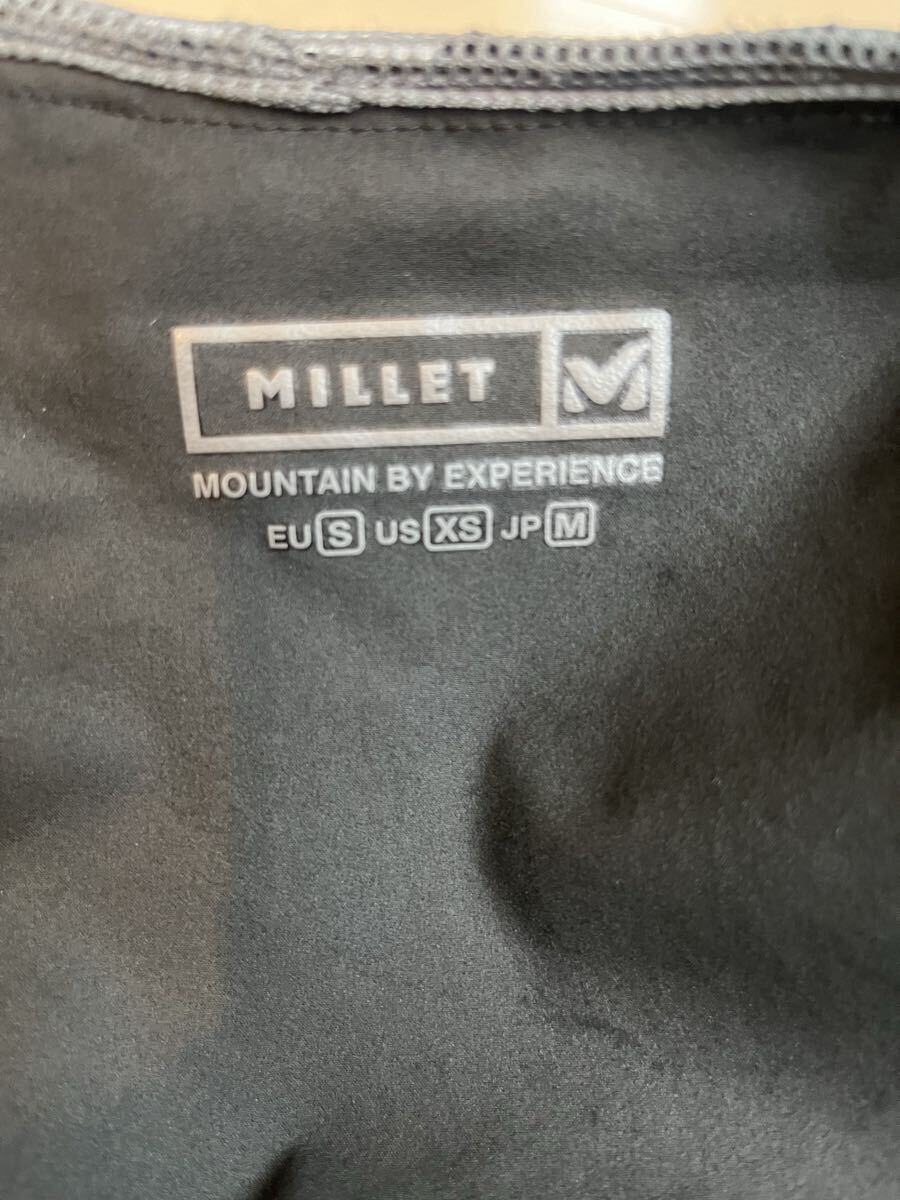 MILLET
MOUNTAIN BY EXPERIENCE
EU S US XS JP M